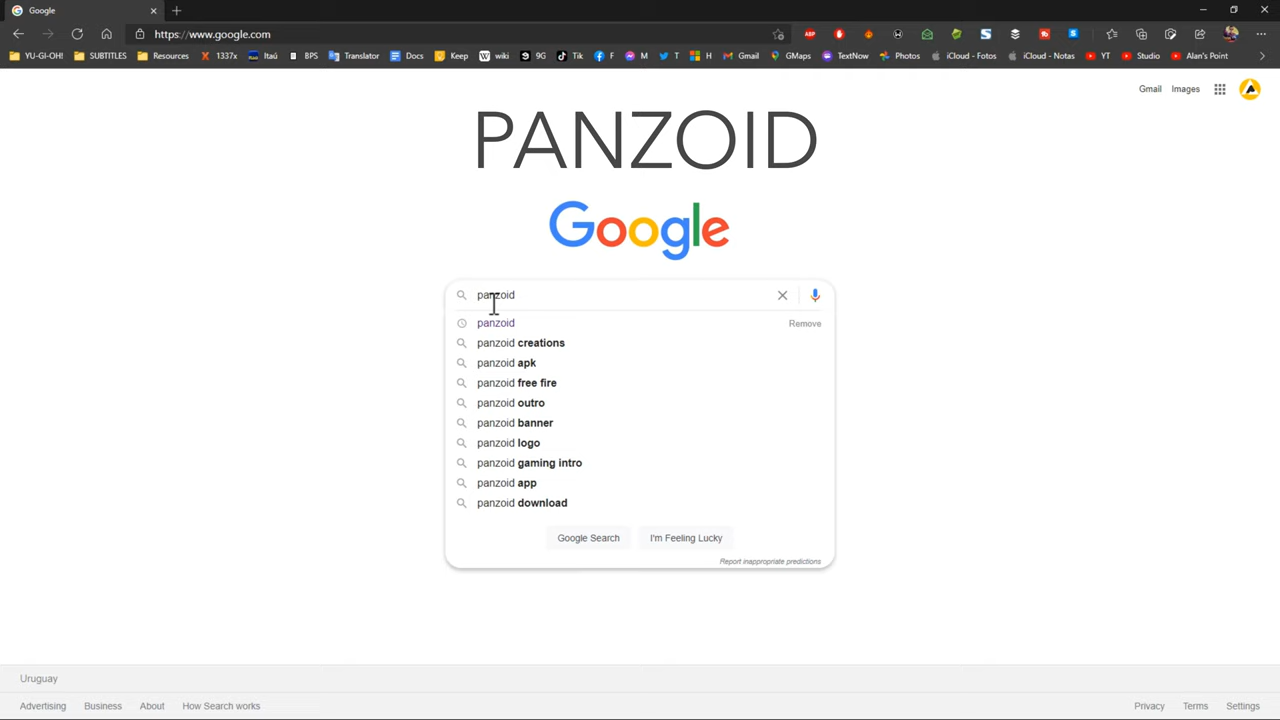 Google
https://www.google.com
YU-GI-OH! SUBTITLES Resources 1337x Itaú BPS Translator Docs Keep wiki 9G Tik F M T H Gmail GMaps TextNow Photos iCloud - Fotos iCloud - Notas YT Studio Alan's Point
Gmail Images
PANZOID
Google
panzoid
panzoid Remove
panzoid creations
panzoid apk
panzoid free fire
panzoid outro
panzoid banner
panzoid logo
panzoid gaming intro
panzoid app
panzoid download
Google Search I'm Feeling Lucky
Report inappropriate predictions
Uruguay
Advertising Business About How Search works Privacy Terms Settings